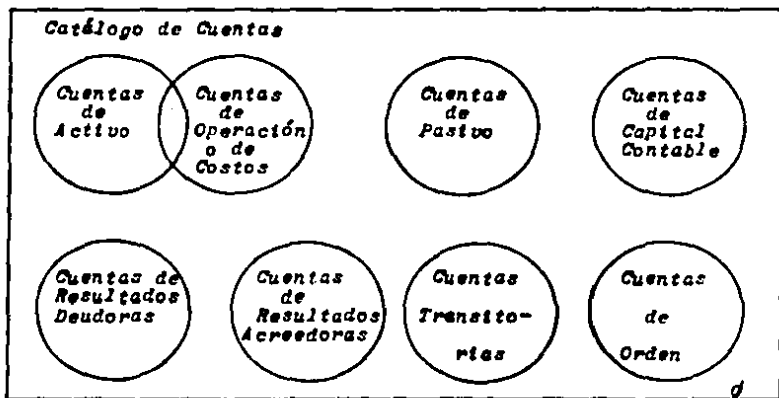 Catálogo de Cuentas
Cuentas
de
Activo
Cuentas
de
Operación
o de
Costos
Cuentas
de
Pasivo
Cuentas
de
Capital
Contable
Cuentas de
Resultados
Deudoras
Cuentas
de
Resultados
Acreedoras
Cuentas
Transito-
rias
Cuentas
de
Orden
d